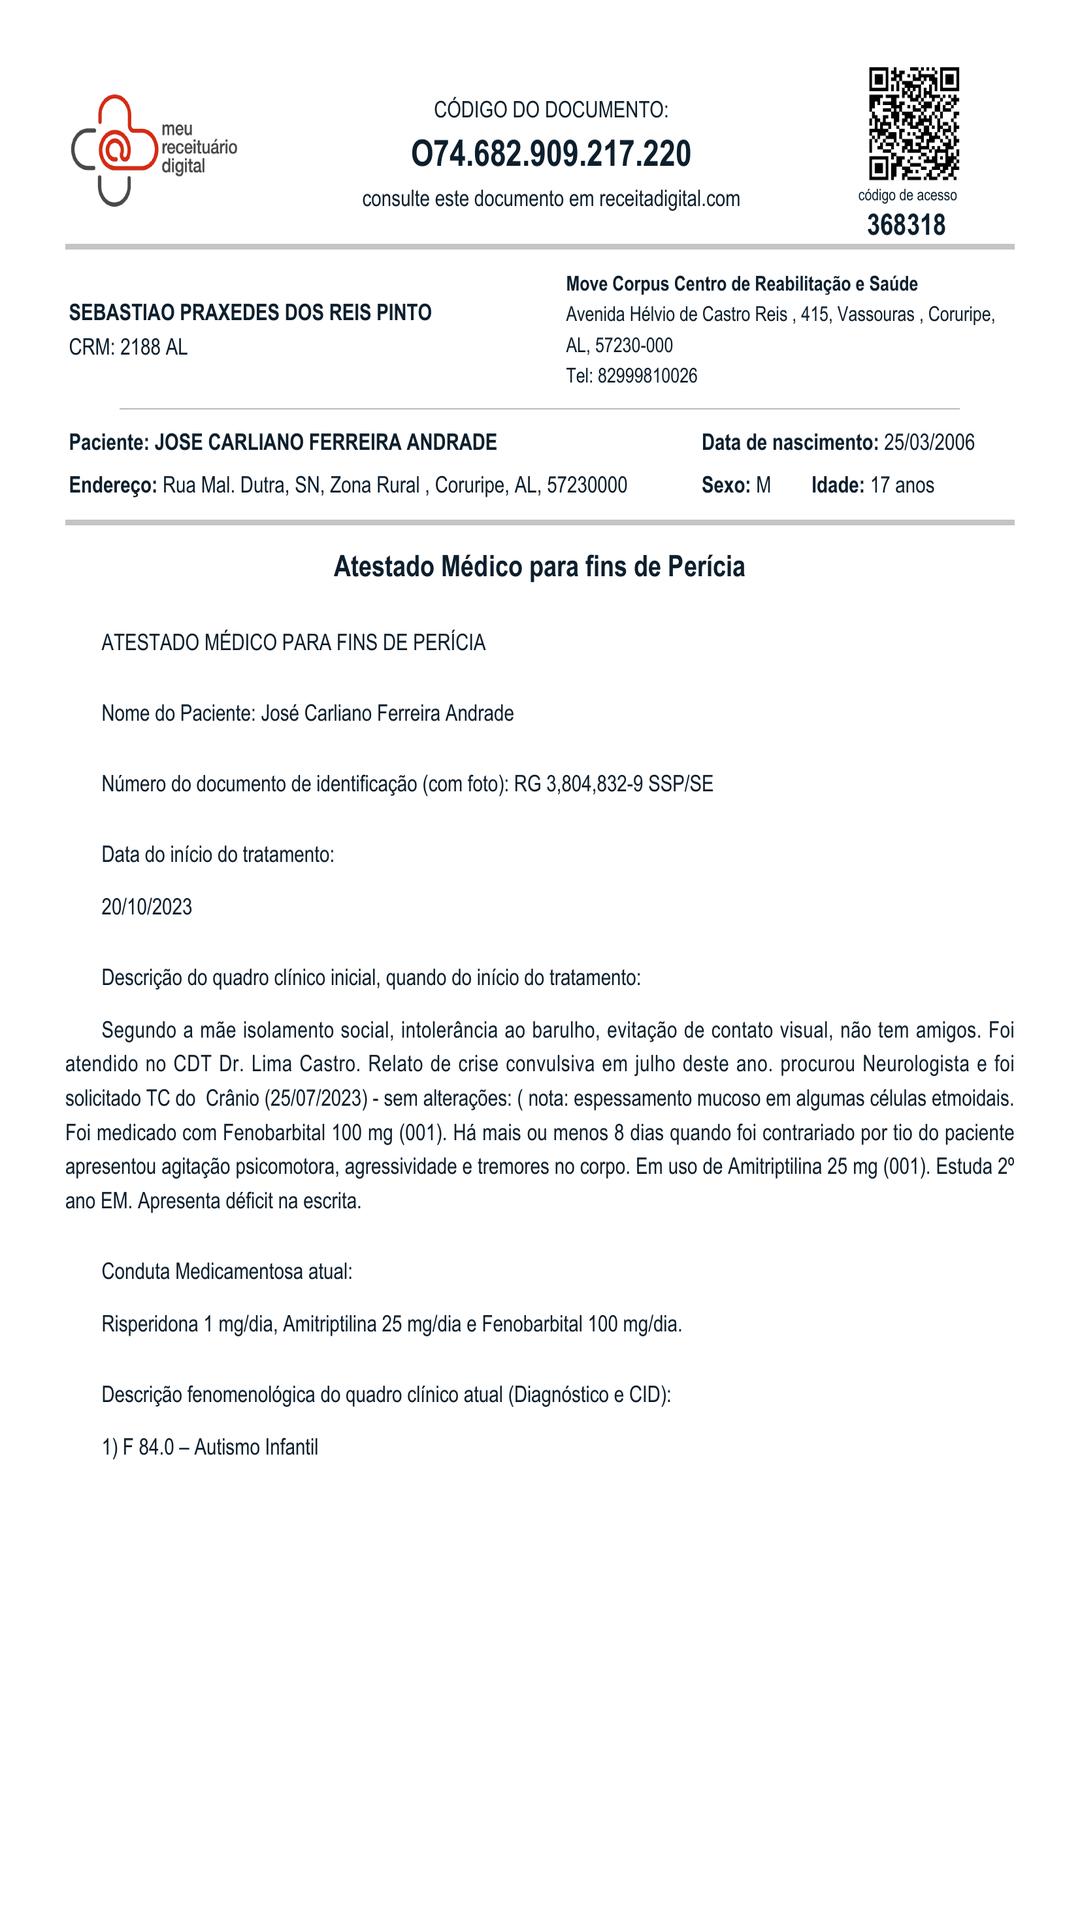 meu
receituário
digital
CÓDIGO DO DOCUMENTO:
O74.682.909.217.220
consulte este documento em receitadigital.com
código de acesso
368318
SEBASTIAO PRAXEDES DOS REIS PINTO
CRM: 2188 AL
Move Corpus Centro de Reabilitação e Saúde
Avenida Hélvio de Castro Reis , 415, Vassouras , Coruripe,
AL, 57230-000
Tel: 82999810026
Paciente: JOSE CARLIANO FERREIRA ANDRADE
Data de nascimento: 25/03/2006
Endereço: Rua Mal. Dutra, SN, Zona Rural , Coruripe, AL, 57230000
Sexo: M Idade: 17 anos
Atestado Médico para fins de Perícia
ATESTADO MÉDICO PARA FINS DE PERÍCIA
Nome do Paciente: José Carliano Ferreira Andrade
Número do documento de identificação (com foto): RG 3,804,832-9 SSP/SE
Data do início do tratamento:
20/10/2023
Descrição do quadro clínico inicial, quando do início do tratamento:
Segundo a mãe isolamento social, intolerância ao barulho, evitação de contato visual, não tem amigos. Foi
atendido no CDT Dr. Lima Castro. Relato de crise convulsiva em julho deste ano. procurou Neurologista e foi
solicitado TC do Crânio (25/07/2023) - sem alterações: ( nota: espessamento mucoso em algumas células etmoidais.
Foi medicado com Fenobarbital 100 mg (001). Há mais ou menos 8 dias quando foi contrariado por tio do paciente
apresentou agitação psicomotora, agressividade e tremores no corpo. Em uso de Amitriptilina 25 mg (001). Estuda 2º
ano EM. Apresenta déficit na escrita.
Conduta Medicamentosa atual:
Risperidona 1 mg/dia, Amitriptilina 25 mg/dia e Fenobarbital 100 mg/dia.
Descrição fenomenológica do quadro clínico atual (Diagnóstico e CID):
1) F 84.0 – Autismo Infantil